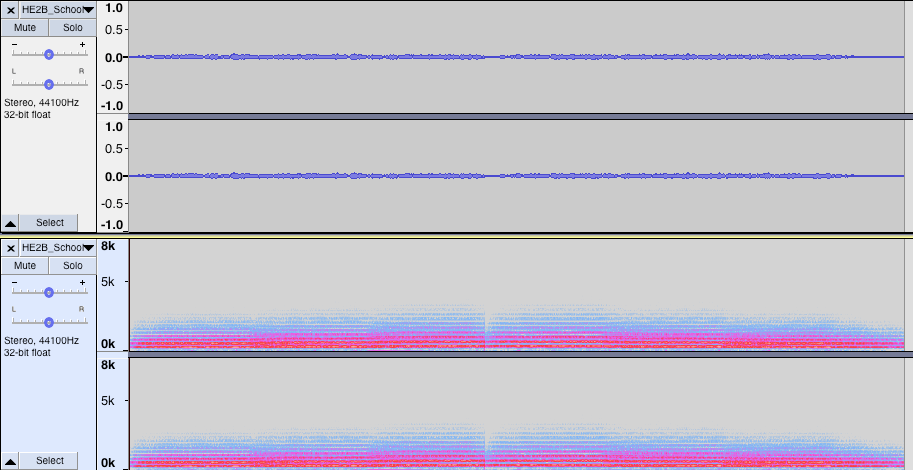 HE2B_School
Mute Solo
- +
L R
Stereo, 44100Hz
32-bit float
Select
1.0
0.5
0.0
-0.5
-1.0
1.0
0.5
0.0
-0.5
-1.0
HE2B_School
Mute Solo
- +
L R
Stereo, 44100Hz
32-bit float
Select
8k
5k
0k
8k
5k
0k